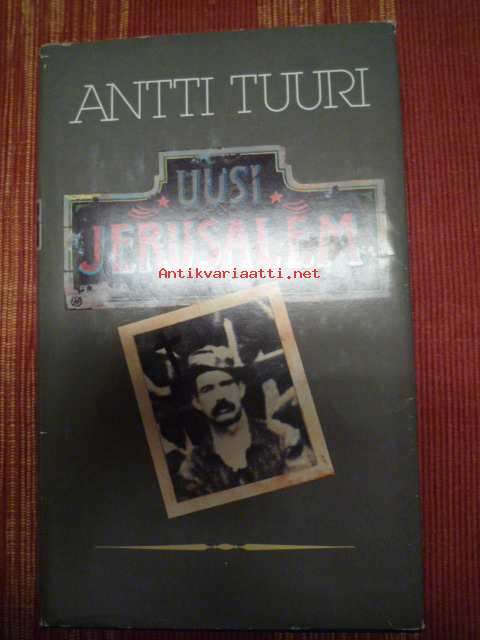 ANTTI TUURI
UUSI
JERUSALEM
Antikvariaatti.net